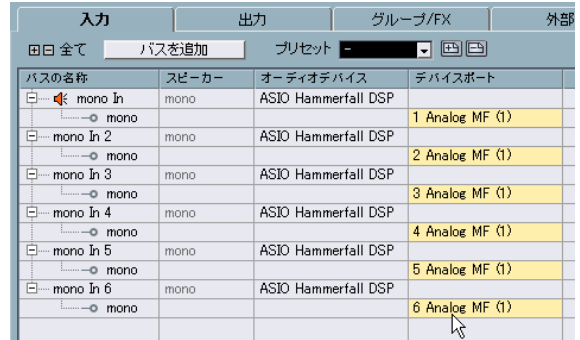 入力 出力 グループ/FX 外部
全て バスを追加 プリセット -
バスの名称 スピーカー オーディオデバイス デバイスポート
mono In mono ASIO Hammerfall DSP
mono 1 Analog MF (1)
mono In 2 mono ASIO Hammerfall DSP
mono 2 Analog MF (1)
mono In 3 mono ASIO Hammerfall DSP
mono 3 Analog MF (1)
mono In 4 mono ASIO Hammerfall DSP
mono 4 Analog MF (1)
mono In 5 mono ASIO Hammerfall DSP
mono 5 Analog MF (1)
mono In 6 mono ASIO Hammerfall DSP
mono 6 Analog MF (1)